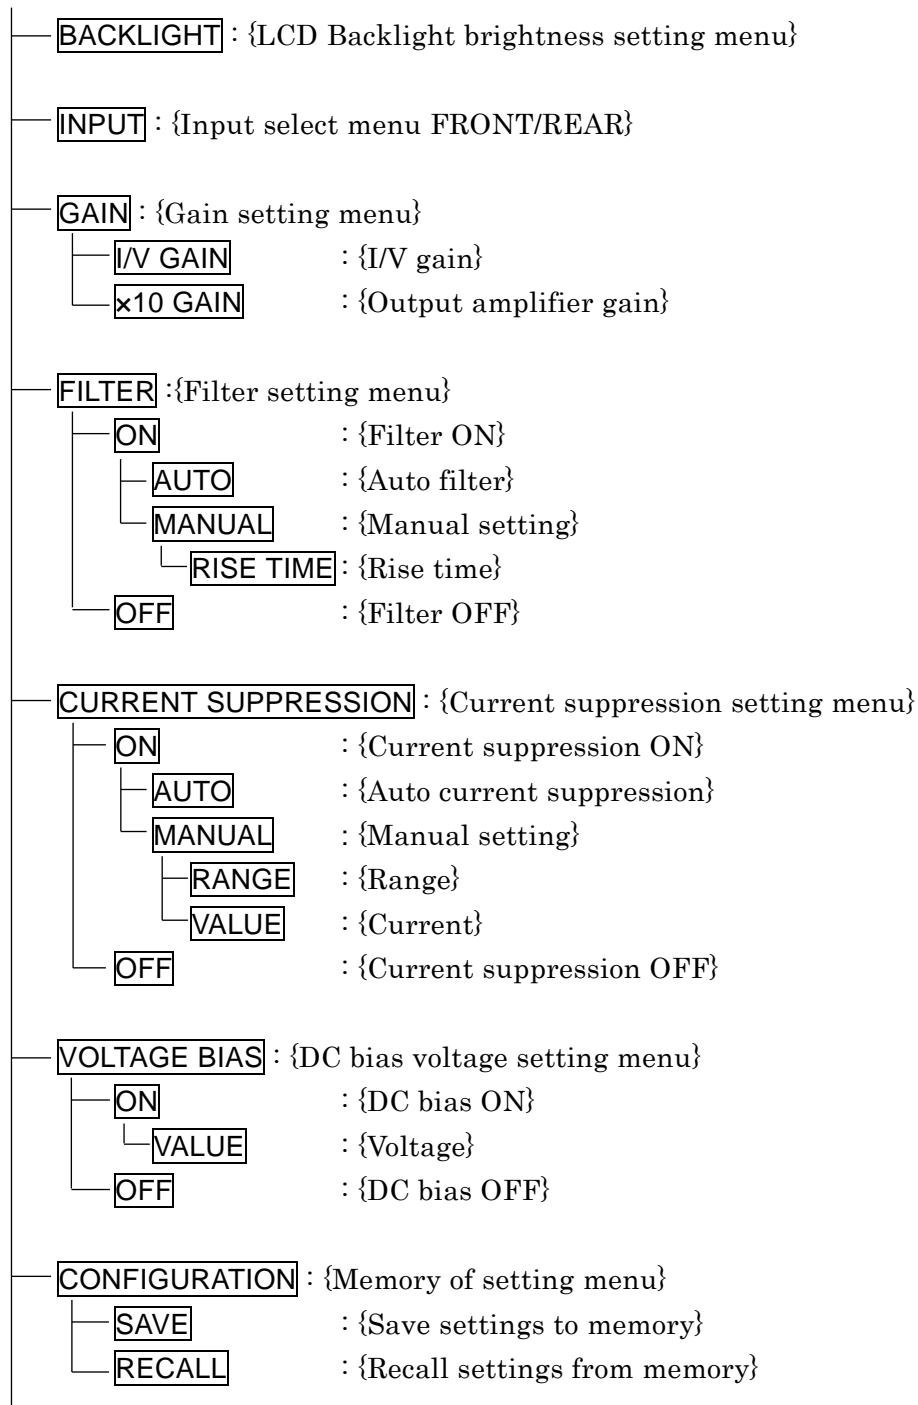 BACKLIGHT : {LCD Backlight brightness setting menu}
INPUT : {Input select menu FRONT/REAR}
GAIN : {Gain setting menu}
I/V GAIN : {I/V gain}
×10 GAIN : {Output amplifier gain}
FILTER :{Filter setting menu}
ON : {Filter ON}
AUTO : {Auto filter}
MANUAL : {Manual setting}
RISE TIME : {Rise time}
OFF : {Filter OFF}
CURRENT SUPPRESSION : {Current suppression setting menu}
ON : {Current suppression ON}
AUTO : {Auto current suppression}
MANUAL : {Manual setting}
RANGE : {Range}
VALUE : {Current}
OFF : {Current suppression OFF}
VOLTAGE BIAS : {DC bias voltage setting menu}
ON : {DC bias ON}
VALUE : {Voltage}
OFF : {DC bias OFF}
CONFIGURATION : {Memory of setting menu}
SAVE : {Save settings to memory}
RECALL : {Recall settings from memory}